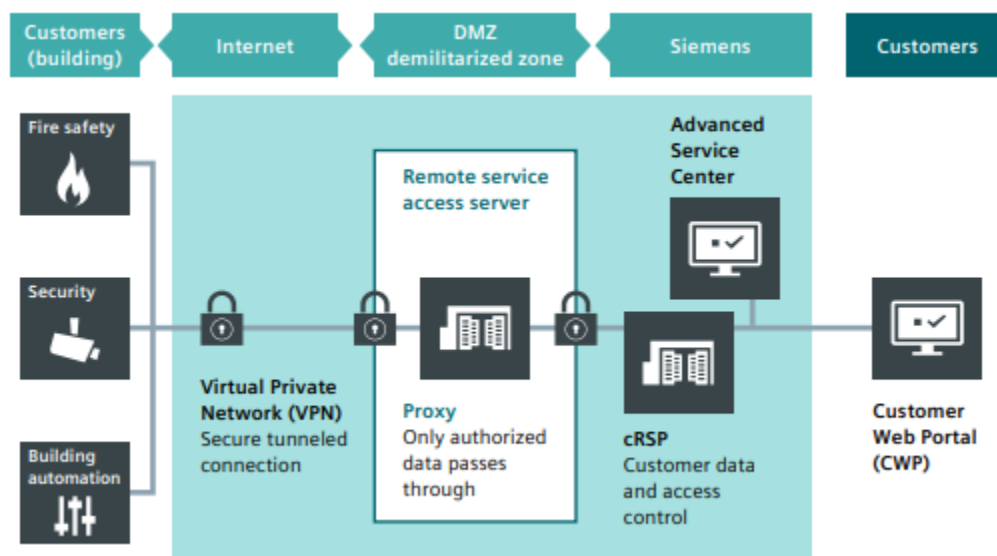 Customers
(building)
Internet
DMZ
demilitarized zone
Siemens
Customers
Fire safety
Security
Building
automation
Virtual Private
Network (VPN)
Secure tunneled
connection
Remote service
access server
Proxy
Only authorized
data passes
through
Advanced
Service
Center
cRSP
Customer data
and access
control
Customer
Web Portal
(CWP)